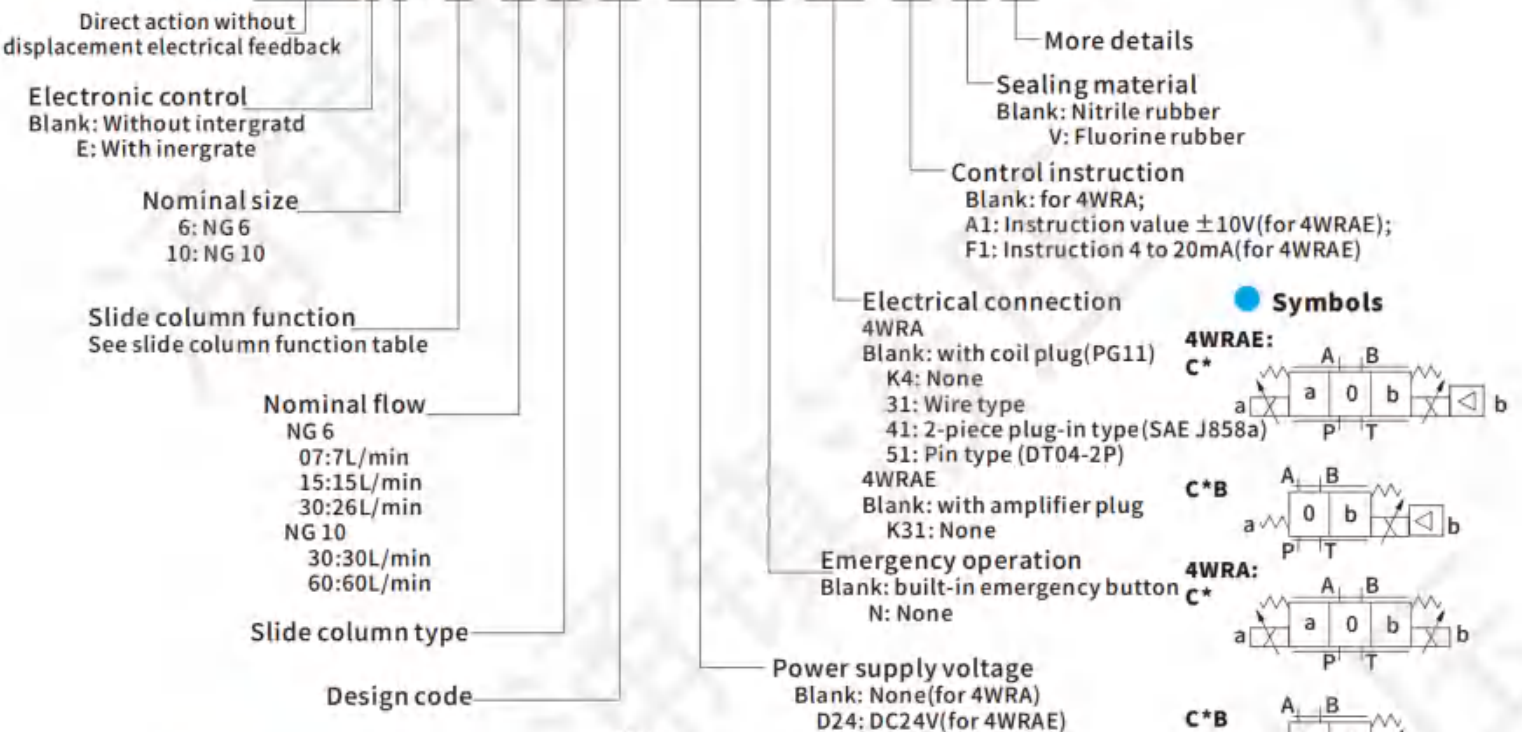 Direct action without
displacement electrical feedback
Electronic control
Blank: Without intergratd
E: With inergrate
Nominal size
6: NG 6
10: NG 10
Slide column function
See slide column function table
Nominal flow
NG 6
07:7L/min
15:15L/min
30:26L/min
NG 10
30:30L/min
60:60L/min
Slide column type
Design code
More details
Sealing material
Blank: Nitrile rubber
V: Fluorine rubber
Control instruction
Blank: for 4WRA;
A1: Instruction value ±10V(for 4WRAE);
F1: Instruction 4 to 20mA(for 4WRAE)
Electrical connection
4WRA
Blank: with coil plug(PG11)
K4: None
31: Wire type
41: 2-piece plug-in type(SAE J858a)
51: Pin type (DT04-2P)
4WRAE
Blank: with amplifier plug
K31: None
Emergency operation
Blank: built-in emergency button
N: None
Power supply voltage
Blank: None(for 4WRA)
D24: DC24V(for 4WRAE)
Symbols
4WRAE:
C*
A B
a a 0 b b
P T
C*B
A B
a 0 b b
P T
4WRA:
C*
A B
a a 0 b b
P T
C*B
A B